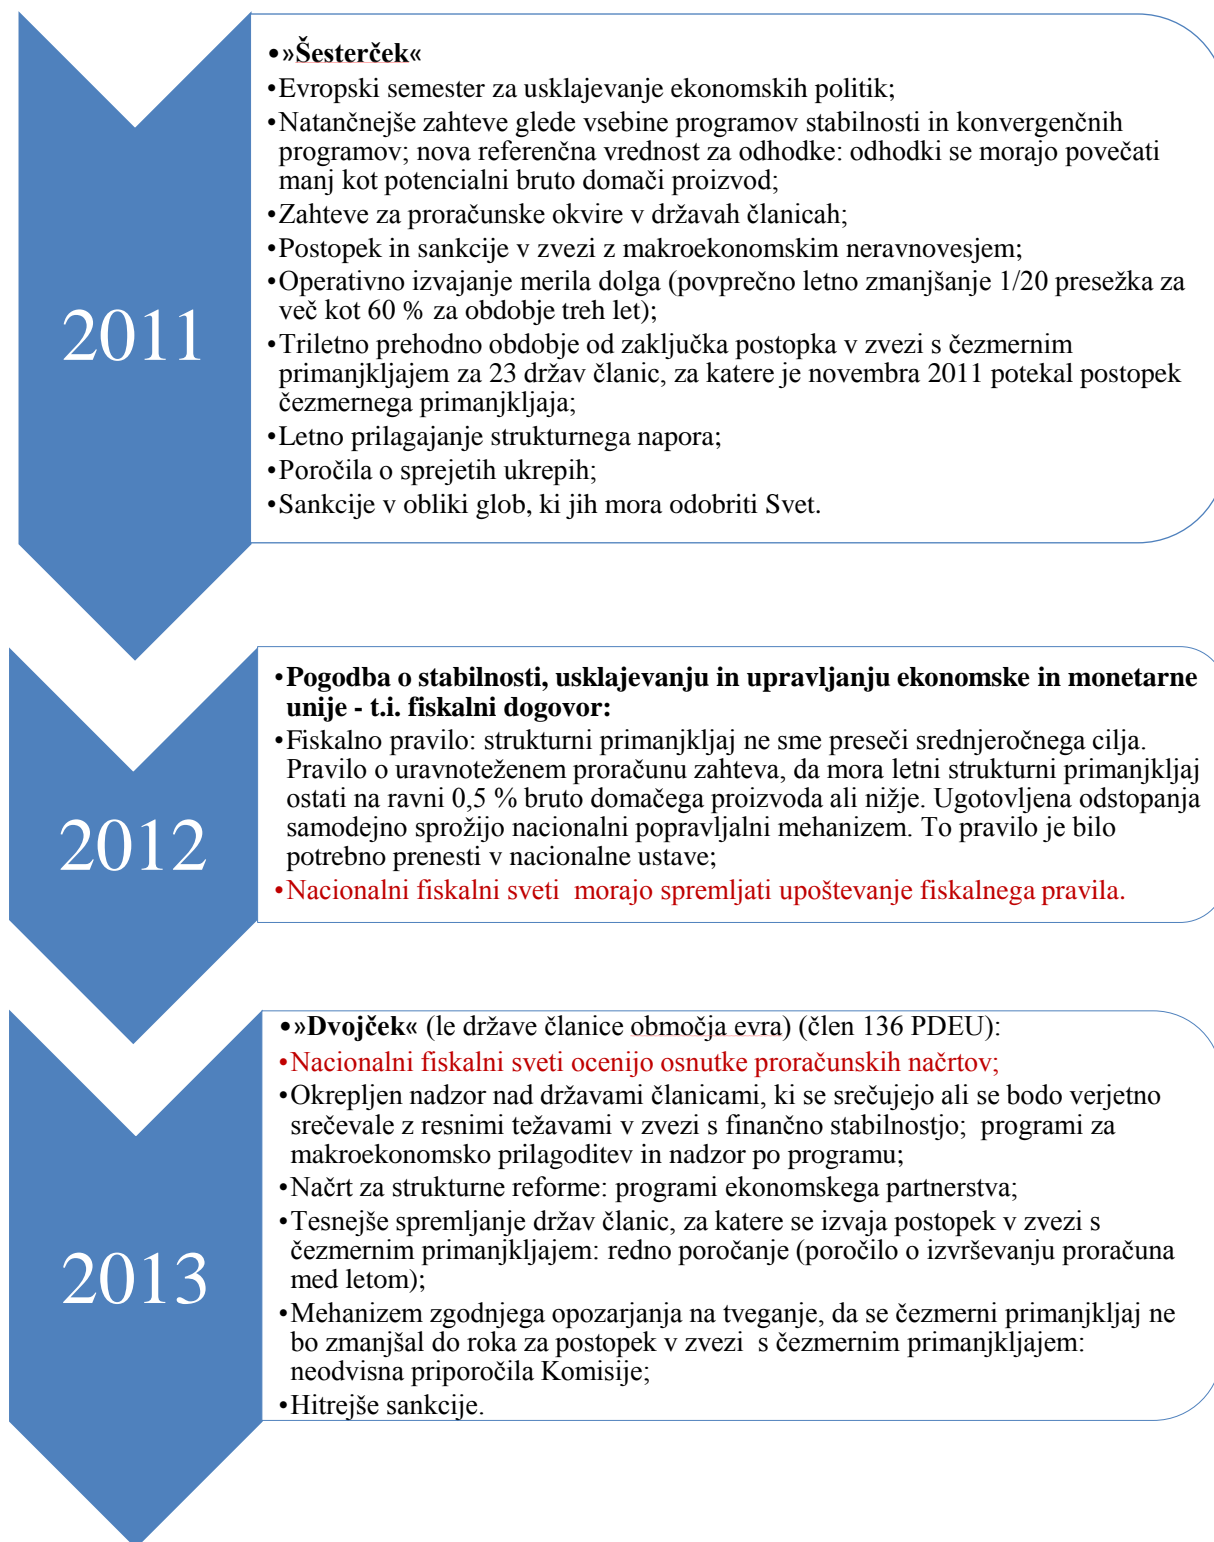 2011
•»Šesterček«
•Evropski semester za usklajevanje ekonomskih politik;
•Natančnejše zahteve glede vsebine programov stabilnosti in konvergenčnih
programov; nova referenčna vrednost za odhodke: odhodki se morajo povečati
manj kot potencialni bruto domači proizvod;
•Zahteve za proračunske okvire v državah članicah;
•Postopek in sankcije v zvezi z makroekonomskim neravnovesjem;
•Operativno izvajanje merila dolga (povprečno letno zmanjšanje 1/20 presežka za
več kot 60 % za obdobje treh let);
•Triletno prehodno obdobje od zaključka postopka v zvezi s čezmernim
primanjkljajem za 23 držav članic, za katere je novembra 2011 potekal postopek
čezmernega primanjkljaja;
•Letno prilagajanje strukturnega napora;
•Poročila o sprejetih ukrepih;
•Sankcije v obliki glob, ki jih mora odobriti Svet.
2012
•Pogodba o stabilnosti, usklajevanju in upravljanju ekonomske in monetarne
unije - t.i. fiskalni dogovor:
•Fiskalno pravilo: strukturni primanjkljaj ne sme preseči srednjeročnega cilja.
Pravilo o uravnoteženem proračunu zahteva, da mora letni strukturni primanjkljaj
ostati na ravni 0,5 % bruto domačega proizvoda ali nižje. Ugotovljena odstopanja
samodejno sprožijo nacionalni popravljalni mehanizem. To pravilo je bilo
potrebno prenesti v nacionalne ustave;
•Nacionalni fiskalni sveti  morajo spremljati upoštevanje fiskalnega pravila.
2013
•»Dvojček« (le države članice območja evra) (člen 136 PDEU):
•Nacionalni fiskalni sveti ocenijo osnutke proračunskih načrtov;
•Okrepljen nadzor nad državami članicami, ki se srečujejo ali se bodo verjetno
srečevale z resnimi težavami v zvezi s finančno stabilnostjo;  programi za
makroekonomsko prilagoditev in nadzor po programu;
•Načrt za strukturne reforme: programi ekonomskega partnerstva;
•Tesnejše spremljanje držav članic, za katere se izvaja postopek v zvezi s
čezmernim primanjkljajem: redno poročanje (poročilo o izvrševanju proračuna
med letom);
•Mehanizem zgodnjega opozarjanja na tveganje, da se čezmerni primanjkljaj ne
bo zmanjšal do roka za postopek v zvezi  s čezmernim primanjkljajem:
neodvisna priporočila Komisije;
•Hitrejše sankcije.